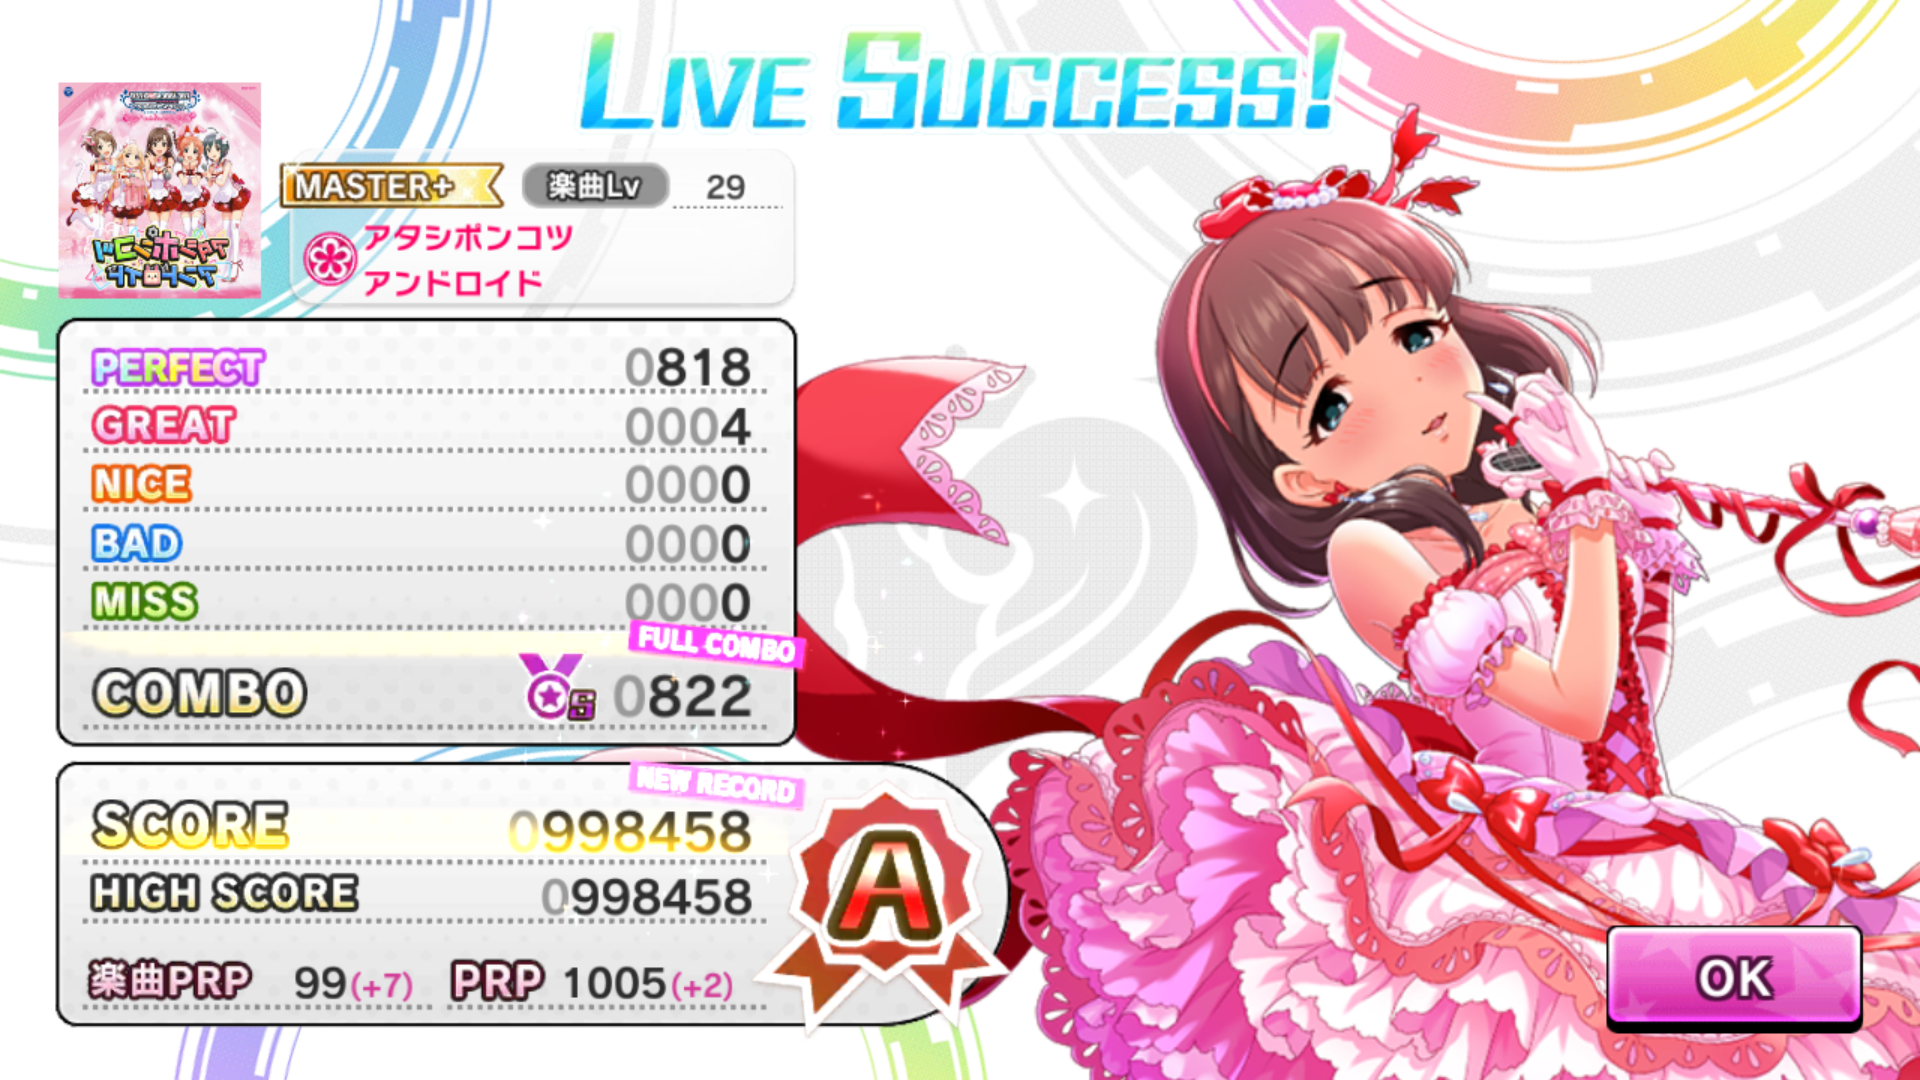 LIVE SUCCESS!
MASTER+ 楽曲Lv 29
アタシポンコツ
アンドロイド
PERFECT 0818
GREAT 0004
NICE 0000
BAD 0000
MISS 0000
FULL COMBO
COMBO S 0822
NEW RECORD
SCORE 0998458
HIGH SCORE 0998458
A
楽曲PRP 99(+7) PRP 1005(+2)
OK